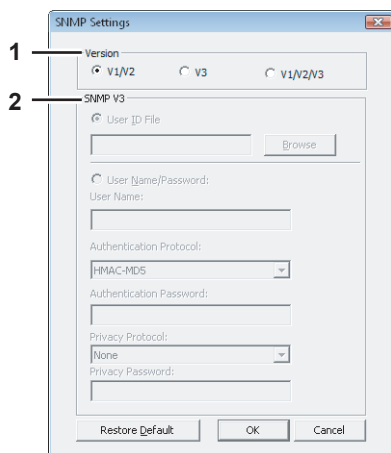 SNMP Settings
1
Version
V1/V2 V3 V1/V2/V3
2
SNMP V3
User ID File
Browse
User Name/Password:
User Name:
Authentication Protocol:
HMAC-MD5
Authentication Password:
Privacy Protocol:
None
Privacy Password:
Restore Default OK Cancel